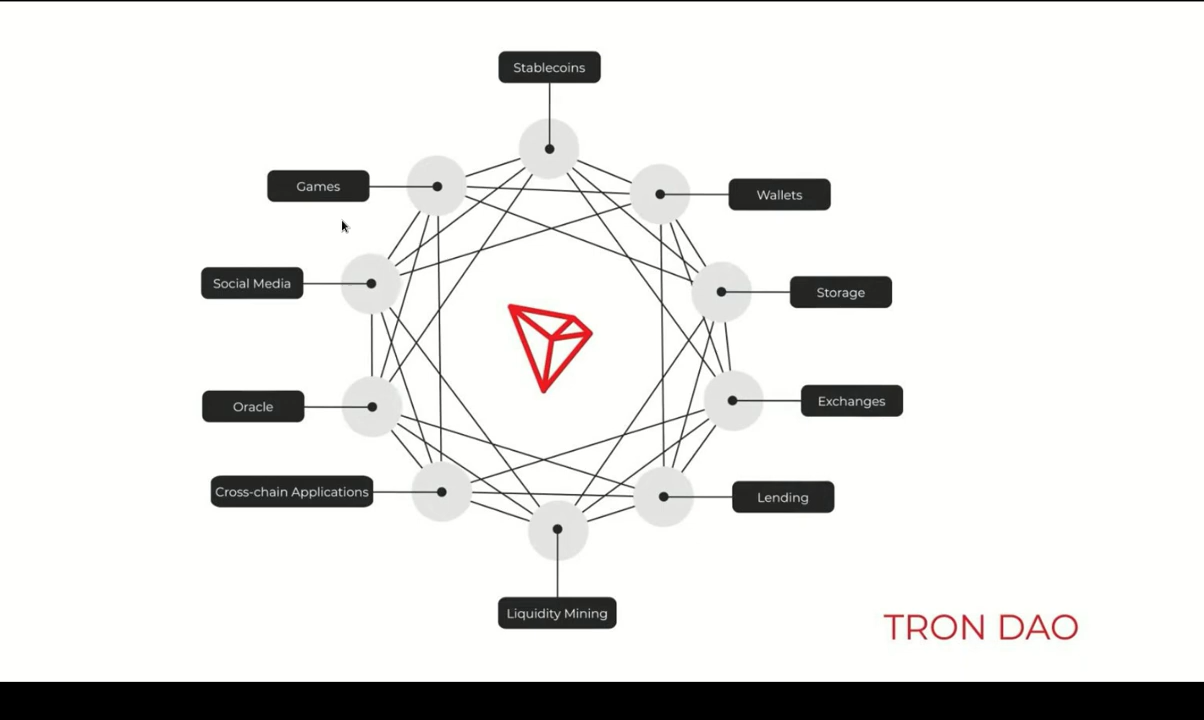 Stablecoins
Games
Wallets
Social Media
Storage
Oracle
Exchanges
Cross-chain Applications
Lending
Liquidity Mining
TRON DAO